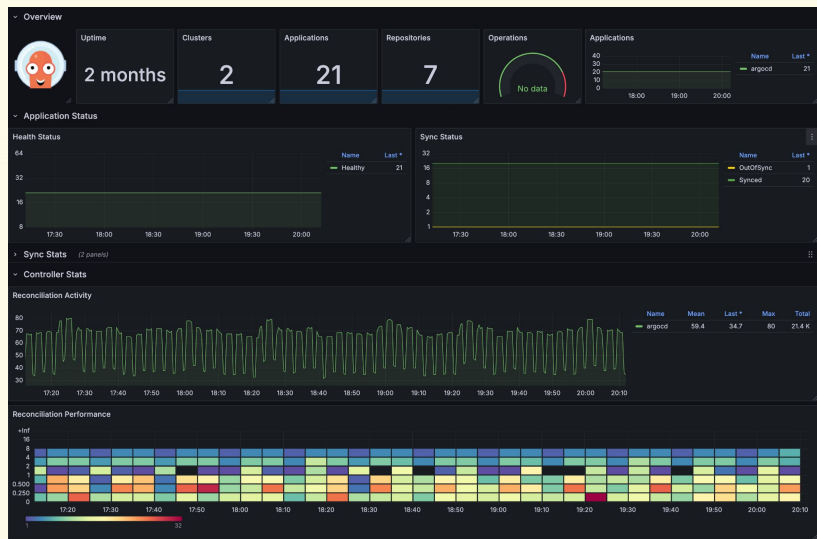 Overview
Uptime
2 months
Clusters
2
Applications
21
Repositories
7
Operations
No data
Applications
40
30
20
10
0
18:00 19:00 20:00
Name Last *
argocd 21
Application Status
Health Status
64
32
16
8
17:30 18:00 18:30 19:00 19:30 20:00
Name Last *
Healthy 21
Sync Status
32
16
8
4
2
1
17:30 18:00 18:30 19:00 19:30 20:00
Name Last *
OutOfSync 1
Synced 20
Sync Stats (2 panels)
Controller Stats
Reconciliation Activity
80
70
60
50
40
30
17:20 17:30 17:40 17:50 18:00 18:10 18:20 18:30 18:40 18:50 19:00 19:10 19:20 19:30 19:40 19:50 20:00 20:10
Name Mean Last * Max Total
argocd 59.4 34.7 80 21.4 K
Reconciliation Performance
+Inf
16
8
4
2
1
0.500
0.250
0
17:20 17:30 17:40 17:50 18:00 18:10 18:20 18:30 18:40 18:50 19:00 19:10 19:20 19:30 19:40 19:50 20:00 20:10
1 32